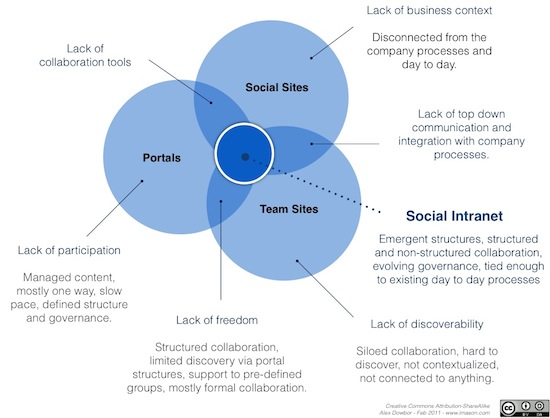 Lack of business context
Disconnected from the
company processes and
day to day.
Lack of
collaboration tools
Social Sites
Lack of top down
communication and
integration with company
processes.
Portals
Team Sites
Social Intranet
Emergent structures, structured
and non-structured collaboration,
evolving governance, tied enough
to existing day to day processes
Lack of participation
Managed content,
mostly one way, slow
pace, defined structure
and governance.
Lack of freedom
Structured collaboration,
limited discovery via portal
structures, support to pre-defined
groups, mostly formal collaboration.
Lack of discoverability
Siloed collaboration, hard to
discover, not contextualized,
not connected to anything.
Creative Commons Attribution-ShareAlike
Alex Dowbor - Feb 2011 - www.imason.com
cc
BY